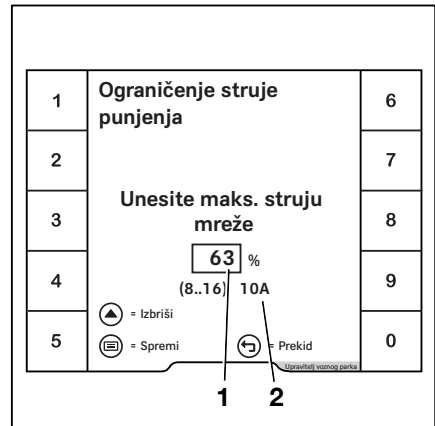 Ograničenje struje
punjenja
1
6
2
7
Unesite maks. struju
mreže
3
8
63 %
(8..16) 10A
4
9
= Izbriši
= Spremi
= Prekid
5
0
Upravitelj voznog parka
1
2